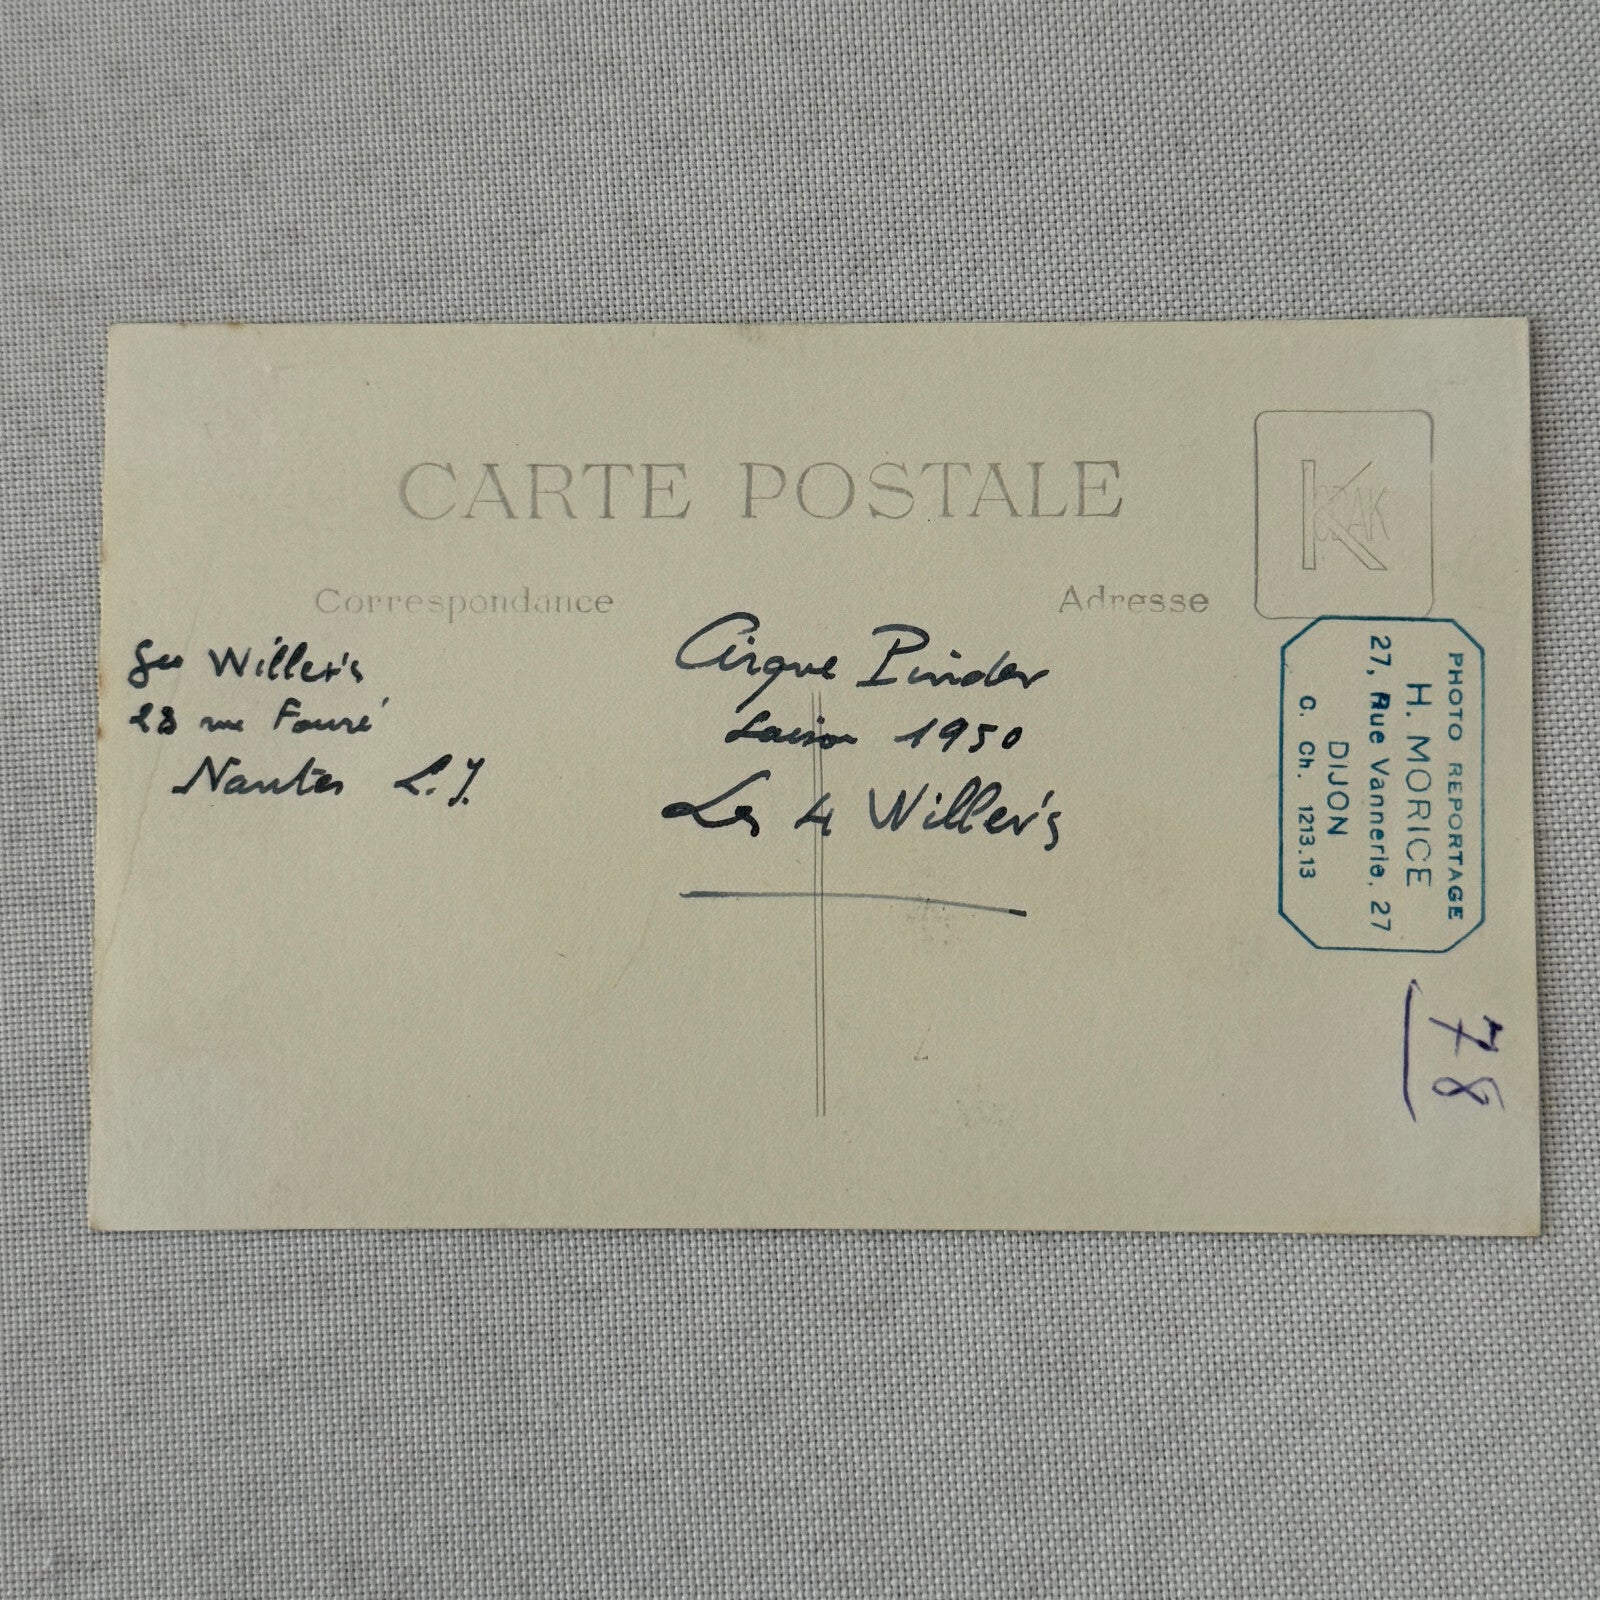 CARTE POSTALE
KODAK
Correspondance
Adresse
Geo Willer's
28 rue Fouré
Nantes L.I.
Cirque Pinder
Saison 1950
Les 4 Willer's
PHOTO REPORTAGE
H. MORICE
27, Rue Vannerie, 27
DIJON
C. Ch. 1213.13
78